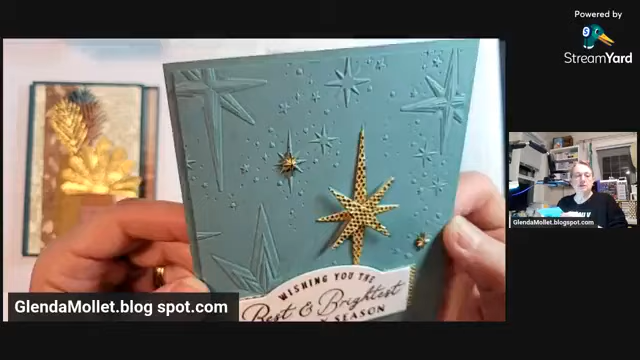 Powered by
StreamYard
WISHING YOU THE
Best & Brightest
SEASON
GlendaMollet.blog spot.com
GlendaMollet.blogspot.com